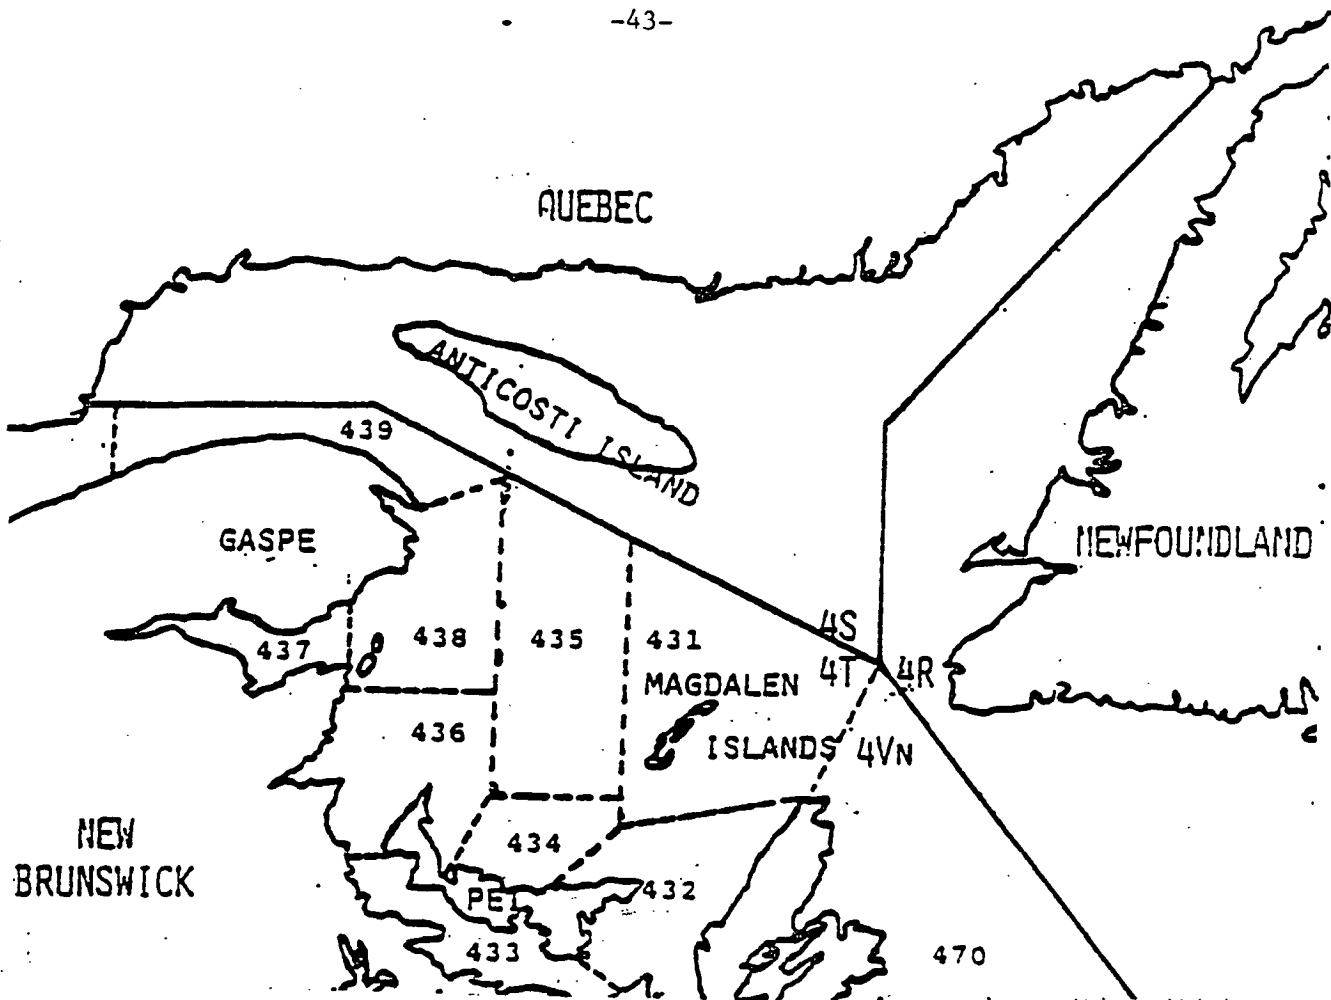 -43-
QUEBEC
ANTICOSTI ISLAND
439
GASPE
NEWFOUNDLAND
437
438
435
431
4S
4T
4R
MAGDALEN
ISLANDS
4VN
436
NEW
BRUNSWICK
434
PEI
432
433
470